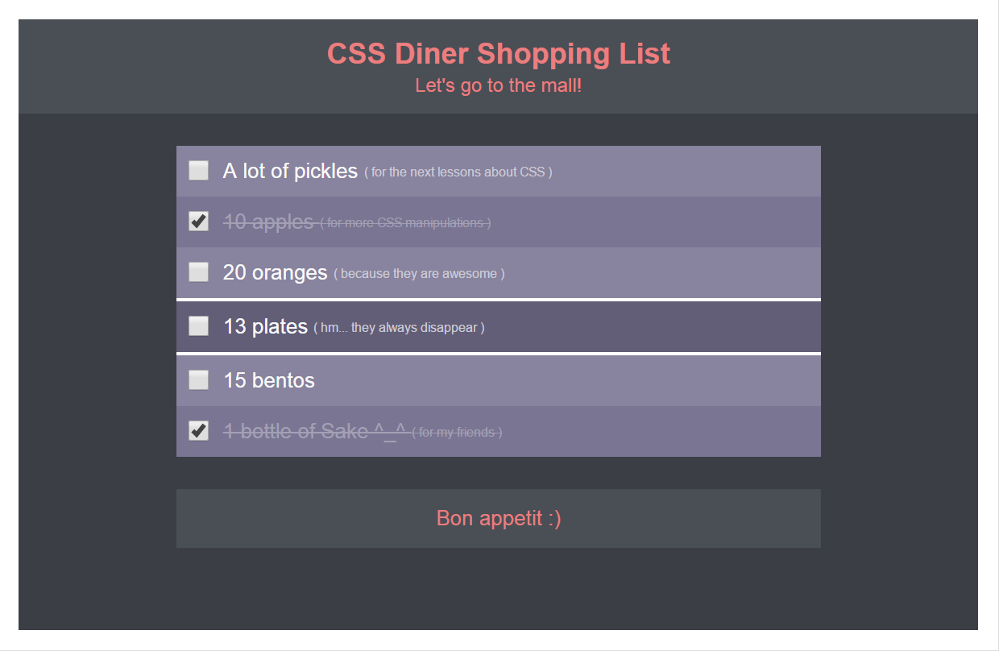 CSS Diner Shopping List
Let's go to the mall!
A lot of pickles ( for the next lessons about CSS )
10 apples ( for more CSS manipulations )
20 oranges ( because they are awesome )
13 plates ( hm... they always disappear )
15 bentos
1 bottle of Sake ^_^ ( for my friends )
Bon appetit :)